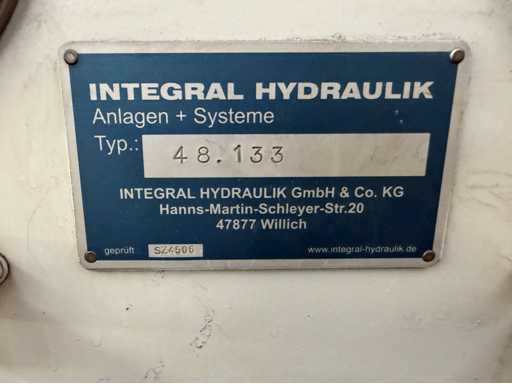 INTEGRAL HYDRAULIK
Anlagen + Systeme
Typ.: 48.133
INTEGRAL HYDRAULIK GmbH & Co. KG
Hanns-Martin-Schleyer-Str.20
47877 Willich
geprüft www.integral-hydraulik.de